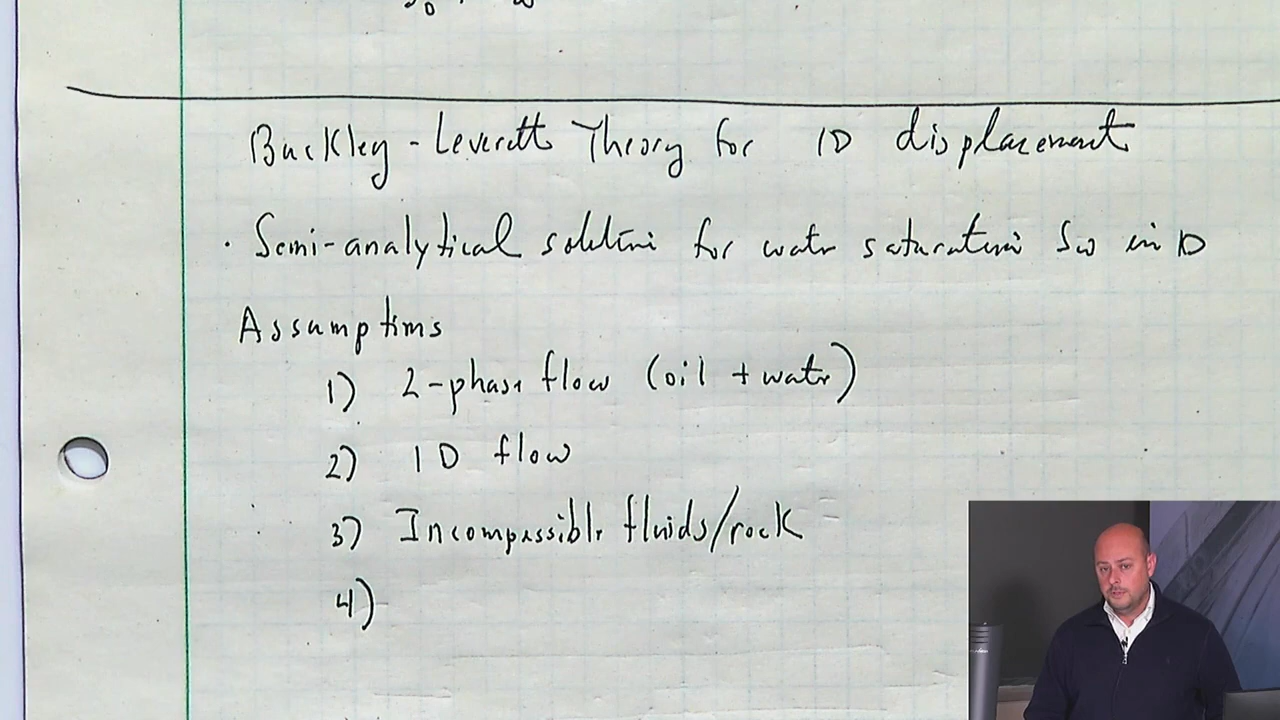 Buckley-Leverett Theory for 1D displacement
· Semi-analytical solution for water saturation Sw in 1D
Assumptions
1) 2-phase flow (oil + water)
2) 1D flow
3) Incompressible fluids/rock
4)